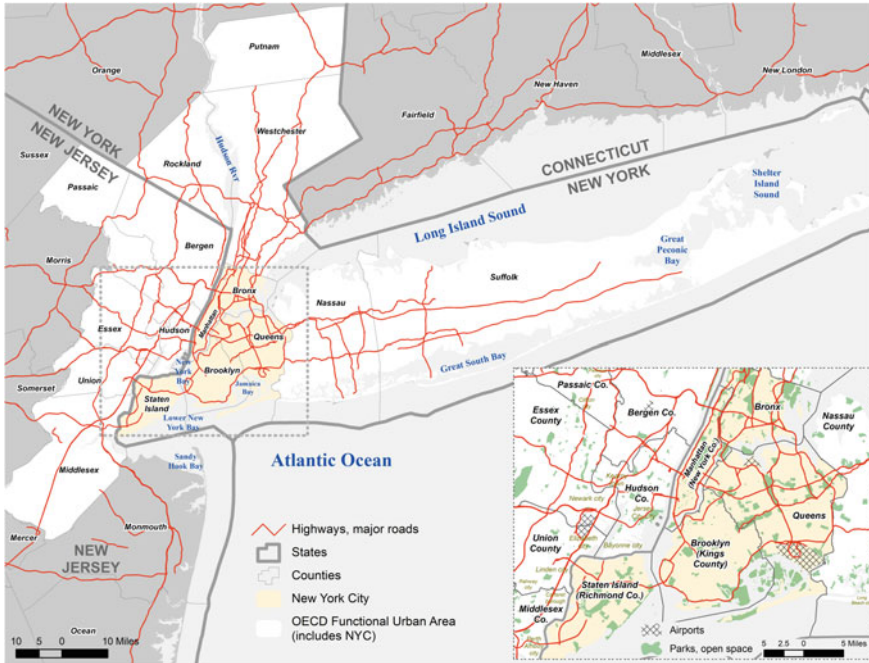 Putnam
Orange
Middlesex
New London
New Haven
Fairfield
Westchester
Hudson Rvr
Rockland
NEW YORK
NEW JERSEY
Sussex
Passaic
CONNECTICUT
NEW YORK
Shelter
Island
Sound
Long Island Sound
Great
Peconic
Bay
Bergen
Morris
Suffolk
Bronx
Nassau
Essex
Hudson
Manhattan
Queens
New
York
Bay
Brooklyn
Jamaica
Bay
Great South Bay
Somerset
Union
Staten
Island
Lower New
York Bay
Sandy
Hook Bay
Atlantic Ocean
Middlesex
Mercer
Monmouth
NEW
JERSEY
Ocean
Highways, major roads
States
Counties
New York City
OECD Functional Urban Area
(includes NYC)
10 5 0 10 Miles
Passaic Co.
Essex
County
Bergen Co.
Bronx
Nassau
County
Manhattan
(New York Co.)
Hudson
Co.
Newark city
Union
County
Bayonne city
Queens
Brooklyn
(Kings
County)
Linden city
Staten Island
(Richmond Co.)
Middlesex
Co.
Airports
Parks, open space
5 2.5 0 5 Miles